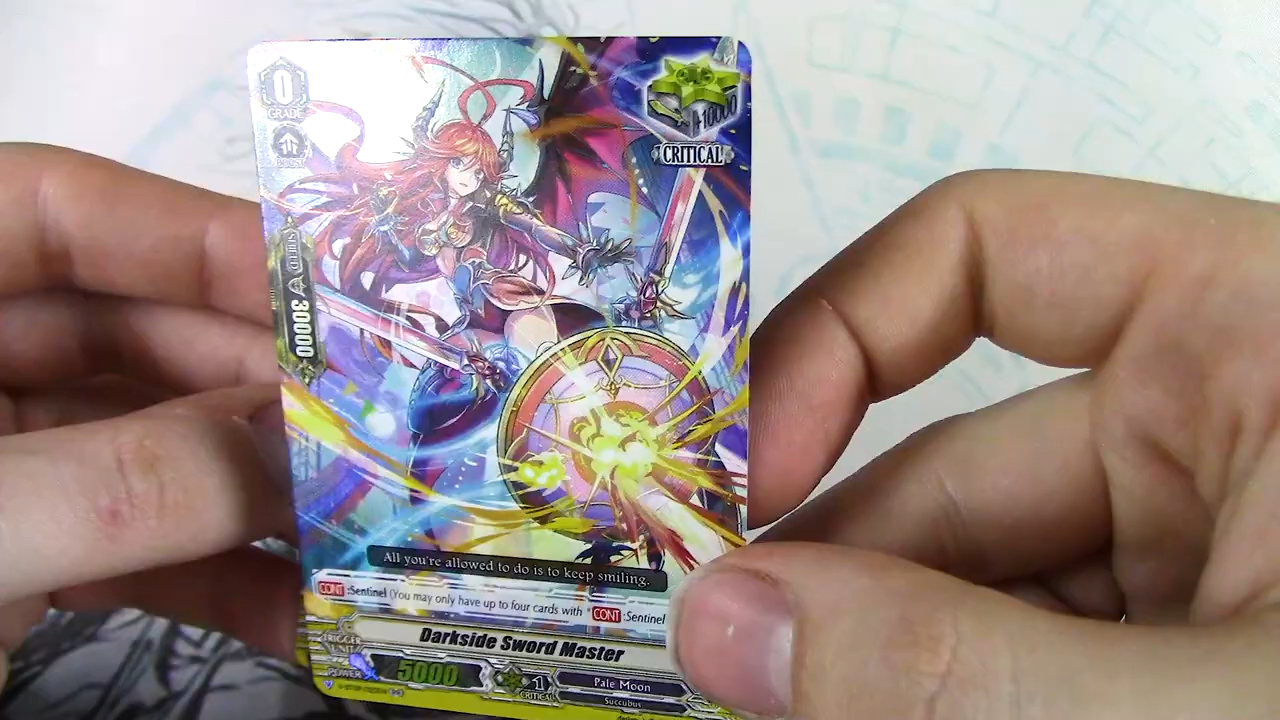 0
GRADE
BOOST
+10000
CRITICAL
30000
All you're allowed to do is to keep smiling.
CONT :Sentinel (You may only have up to four cards with "CONT :Sentinel
Darkside Sword Master
TRIGGER
UNIT
POWER
5000
1
CRITICAL
Pale Moon
Succubus